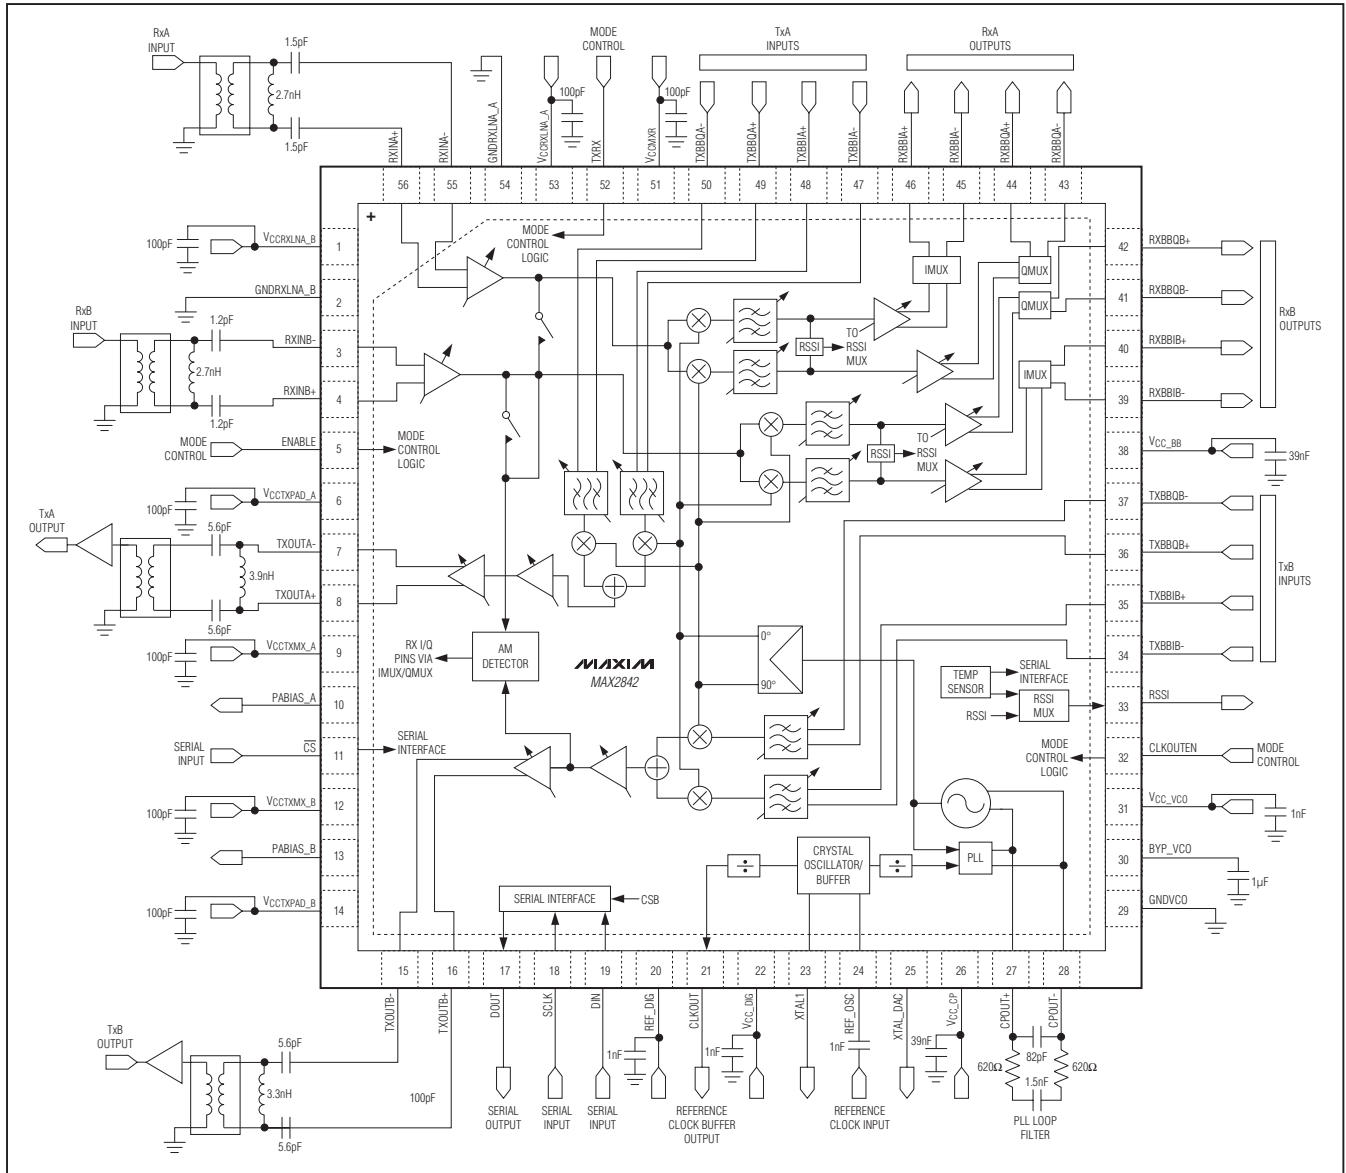 RxA
INPUT
1.5pF
2.7nH
1.5pF
MODE
CONTROL
100pF
100pF
TxA
INPUTS
RxA
OUTPUTS
RXINA+
RXINA-
GNDRXLNA_A
VCCRXLNA_A
TXRX
VCCMXR
TXBBQA-
TXBBQA+
TXBBIA+
TXBBIA-
RXBBIA+
RXBBIA-
RXBBQA+
RXBBQA-
56
55
54
53
52
51
50
49
48
47
46
45
44
43
+
100pF
VCCRXLNA_B
1
GNDRXLNA_B
2
RxB
INPUT
1.2pF
2.7nH
1.2pF
RXINB-
3
RXINB+
4
MODE
CONTROL
ENABLE
5
MODE
CONTROL
LOGIC
100pF
VCCTXPAD_A
6
TxA
OUTPUT
5.6pF
3.9nH
5.6pF
TXOUTA-
7
TXOUTA+
8
100pF
VCCTXMX_A
9
PABIAS_A
10
SERIAL
INPUT
CS
11
SERIAL
INTERFACE
100pF
VCCTXMX_B
12
PABIAS_B
13
100pF
VCCTXPAD_B
14
MODE
CONTROL
LOGIC
IMUX
QMUX
QMUX
IMUX
RSSI
TO
RSSI
MUX
RSSI
TO
RSSI
MUX
RX I/Q
PINS VIA
IMUX/QMUX
AM
DETECTOR
MAXIM
MAX2842
0°
90°
TEMP
SENSOR
SERIAL
INTERFACE
RSSI
RSSI
MUX
MODE
CONTROL
LOGIC
CRYSTAL
OSCILLATOR/
BUFFER
÷
÷
PLL
SERIAL INTERFACE
CSB
42
RXBBQB+
41
RXBBQB-
40
RXBBIB+
39
RXBBIB-
RxB
OUTPUTS
38
VCC_BB
39nF
37
TXBBQB-
36
TXBBQB+
35
TXBBIB+
34
TXBBIB-
TxB
INPUTS
33
RSSI
32
CLKOUTEN
MODE
CONTROL
31
VCC_VCO
1nF
30
BYP_VCO
1µF
29
GNDVCO
15
16
17
18
19
20
21
22
23
24
25
26
27
28
TXOUTB-
TXOUTB+
DOUT
SCLK
DIN
REF_DIG
CLKOUT
VCC_DIG
XTAL1
REF_OSC
XTAL_DAC
VCC_CP
CPOUT+
CPOUT-
TxB
OUTPUT
5.6pF
3.3nH
5.6pF
100pF
1nF
1nF
1nF
39nF
82pF
620Ω
620Ω
1.5nF
SERIAL
OUTPUT
SERIAL
INPUT
SERIAL
INPUT
REFERENCE
CLOCK BUFFER
OUTPUT
REFERENCE
CLOCK INPUT
PLL LOOP
FILTER